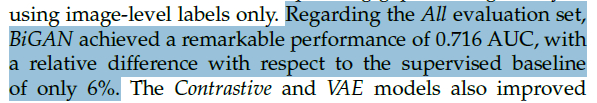 using image-level labels only. Regarding the All evaluation set,
BiGAN achieved a remarkable performance of 0.716 AUC, with
a relative difference with respect to the supervised baseline
of only 6%. The Contrastive and VAE models also improved